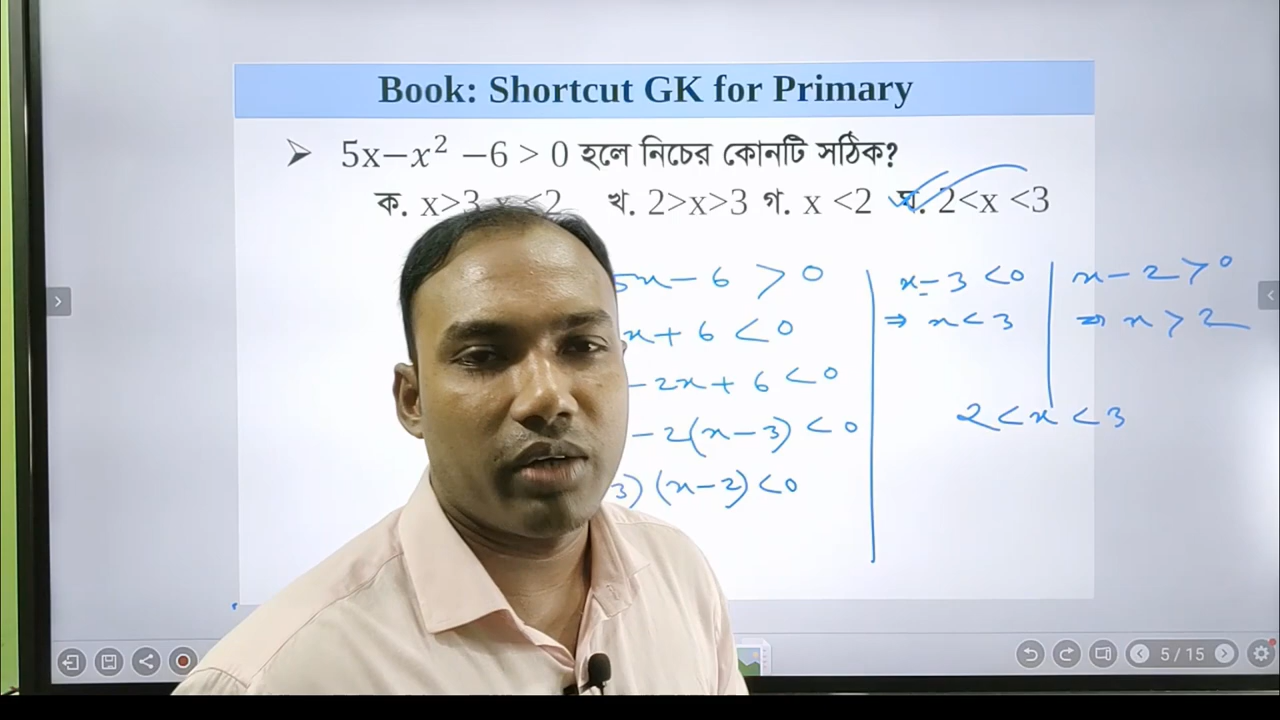 Book: Shortcut GK for Primary
➤ 5x−x² −6 > 0 হলে নিচের কোনটি সঠিক?
ক. x>3, x<2 খ. 2>x>3 গ. x <2 ঘ. 2<x <3
5x − 6 > 0
x + 6 < 0
− 2x + 6 < 0
− 2(x − 3) < 0
3) (x − 2) < 0
x − 3 < 0
⇒ x < 3
x − 2 > 0
⇒ x > 2
2 < x < 3
5/15